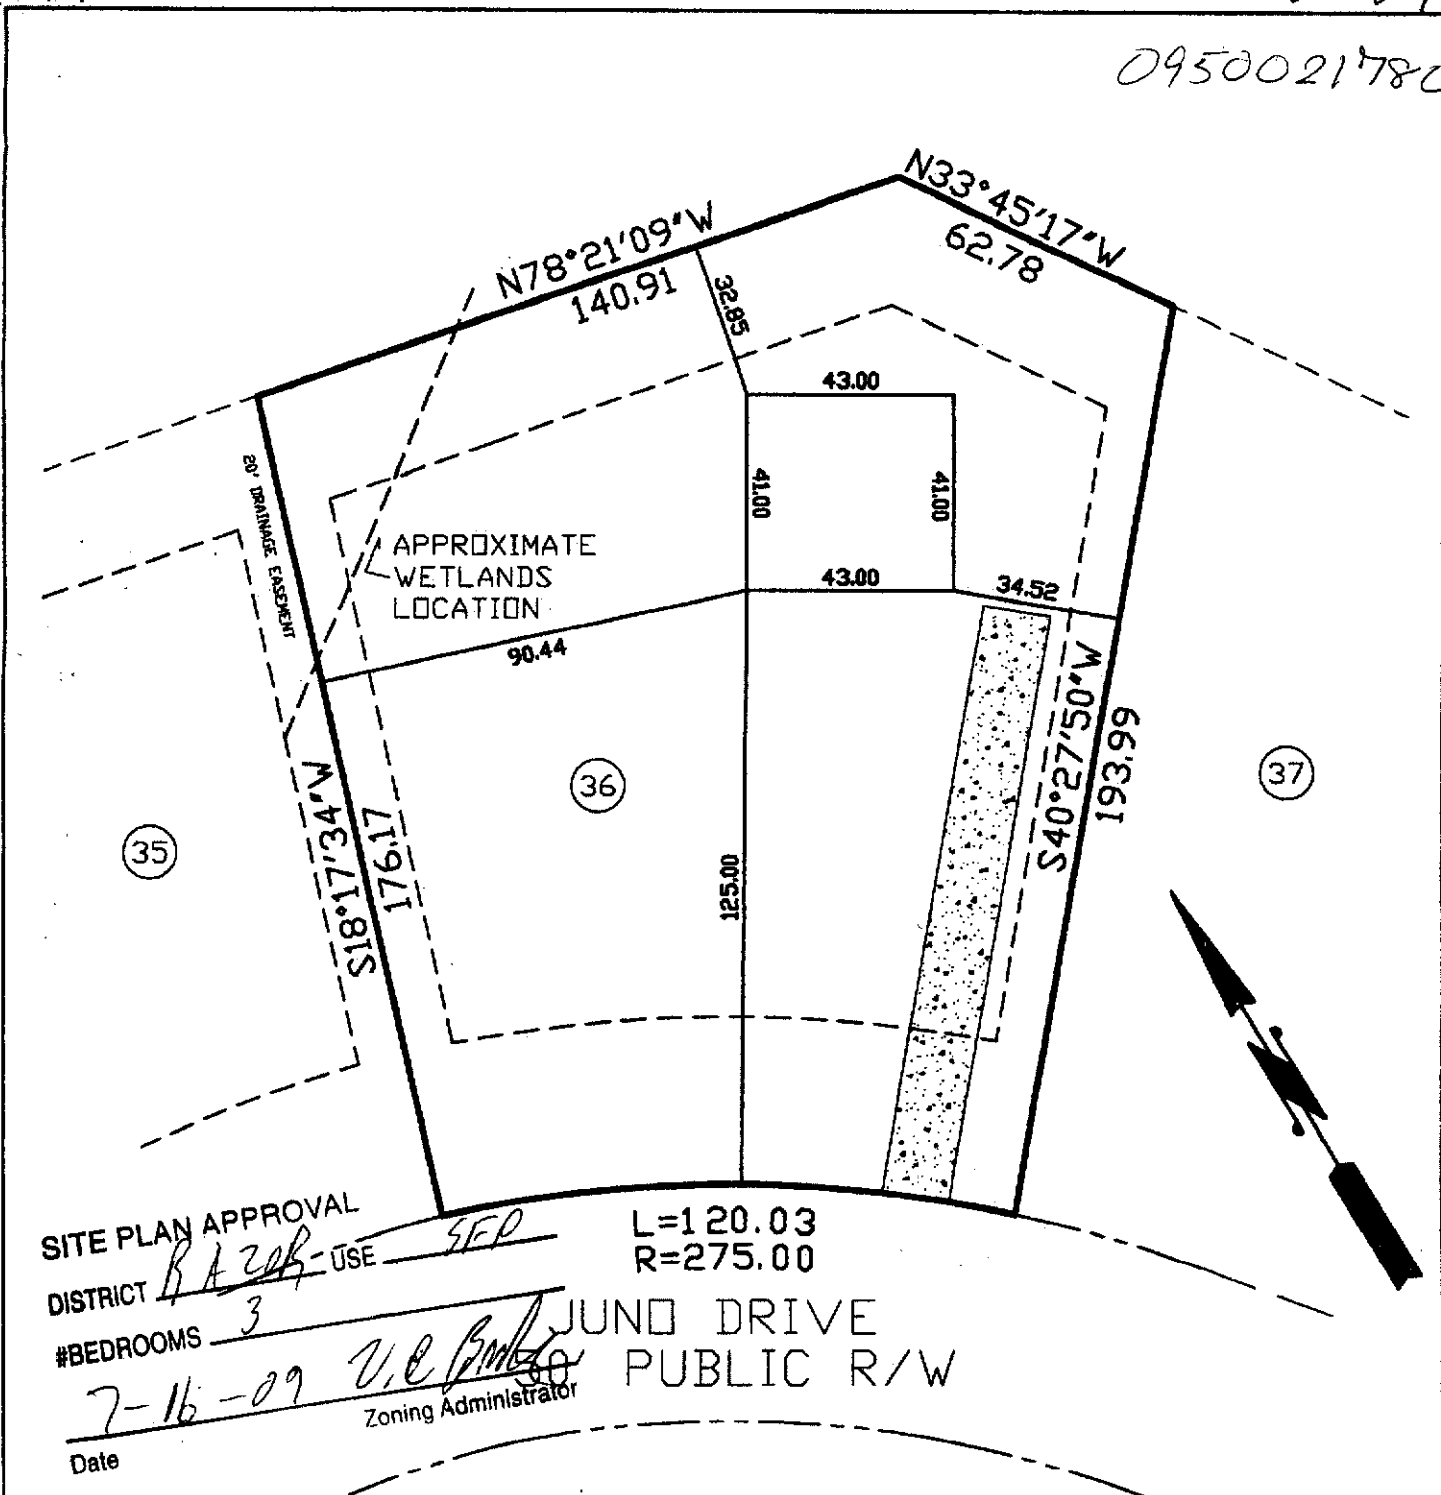 N33°45'17"W
62.78
N78°21'09"W
140.91
32.85
43.00
41.00
41.00
43.00
34.52
20' DRAINAGE EASEMENT
APPROXIMATE
WETLANDS
LOCATION
90.44
S40°27'50"W
193.99
36
37
35
S18°17'34"W
176.17
125.00
L=120.03
R=275.00
JUNO DRIVE
50' PUBLIC R/W
SITE PLAN APPROVAL
DISTRICT USE
#BEDROOMS 3
7-16-09
Zoning Administrator
Date